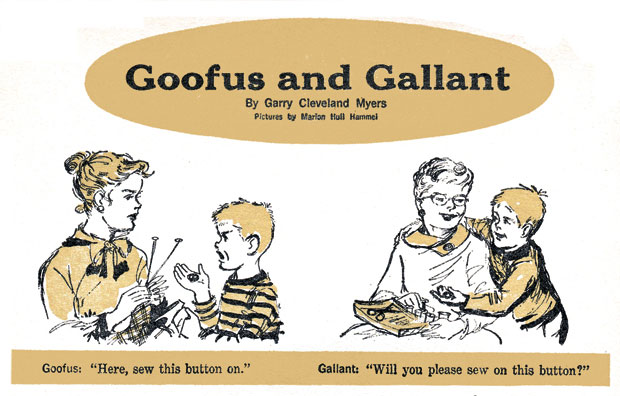 Goofus and Gallant
By Garry Cleveland Myers
Pictures by Marion Hull Hammel
Goofus: "Here, sew this button on."
Gallant: "Will you please sew on this button?"